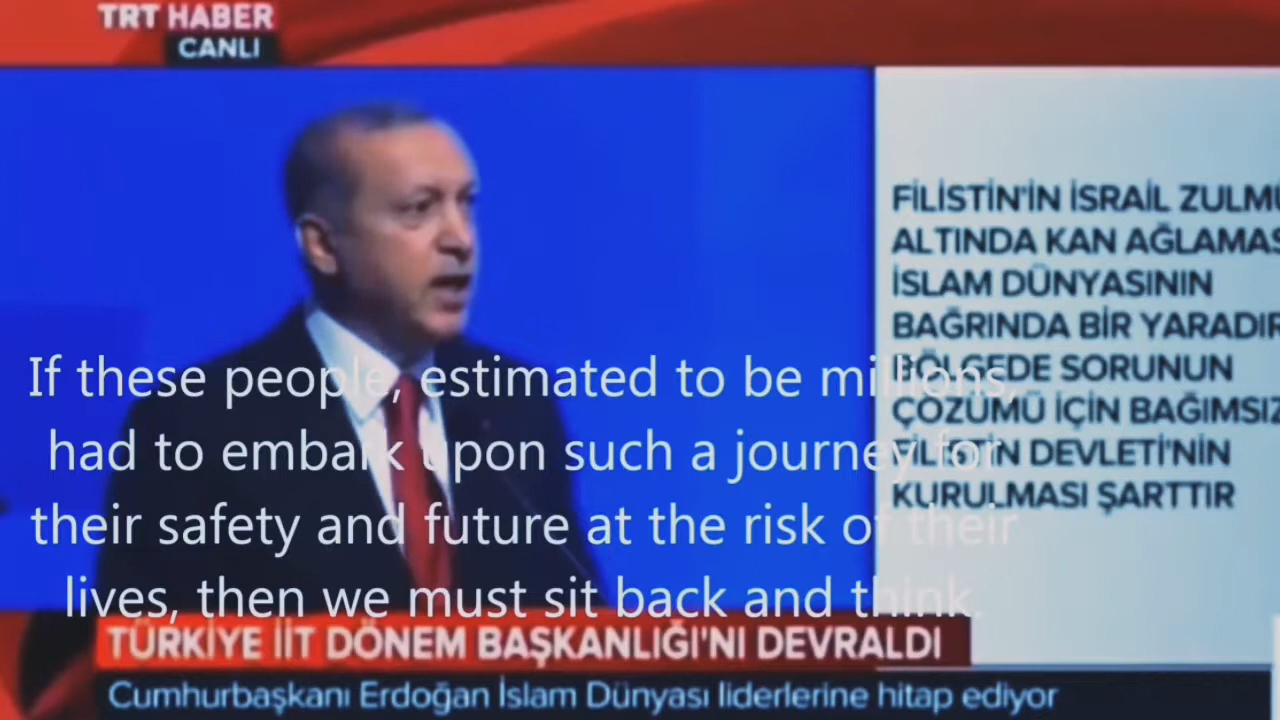 TRT HABER
CANLI
FİLİSTİN'İN İSRAİL ZULMÜ
ALTINDA KAN AĞLAMAS
İSLAM DÜNYASININ
BAĞRINDA BİR YARADIR
BÖLGEDE SORUNUN
ÇÖZÜMÜ İÇİN BAĞIMSIZ
FİLİSTİN DEVLETİ'NİN
KURULMASI ŞARTTIR
If these people, estimated to be millions,
had to embark upon such a journey for
their safety and future at the risk of their
lives, then we must sit back and think.
TÜRKİYE İİT DÖNEM BAŞKANLIĞI'NI DEVRALDI
Cumhurbaşkanı Erdoğan İslam Dünyası liderlerine hitap ediyor